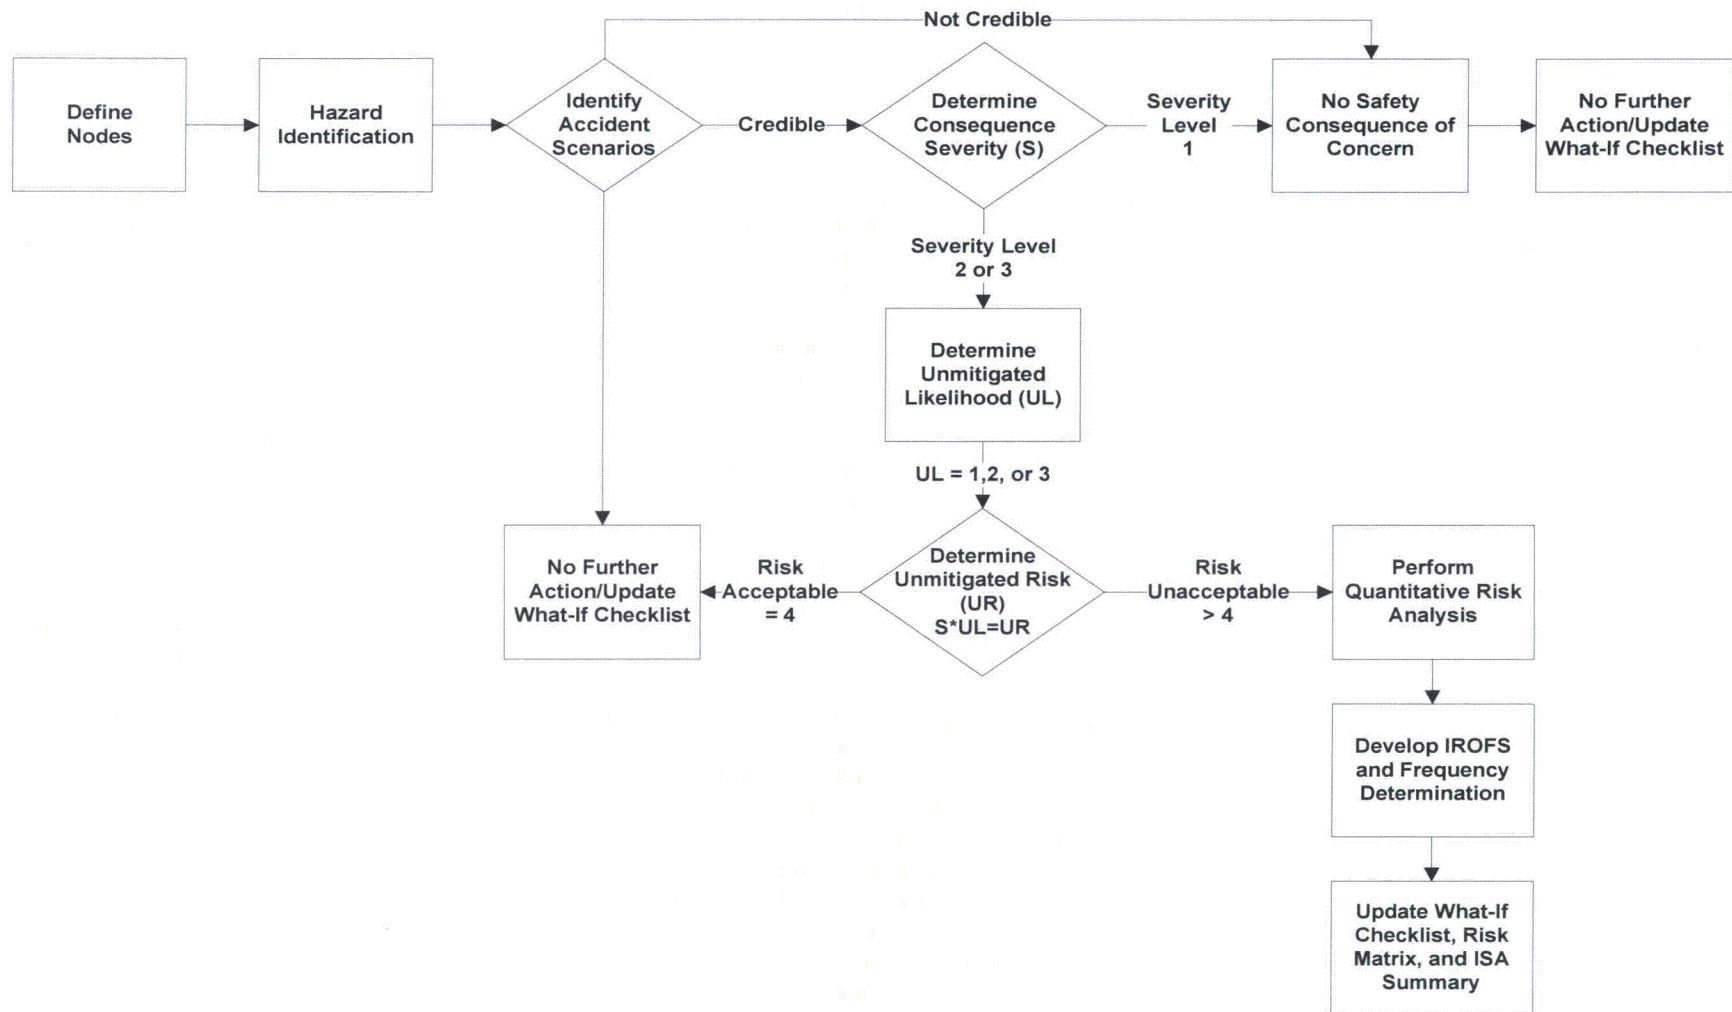 Not Credible
Define
Nodes
Hazard
Identification
Identify
Accident
Scenarios
Credible
Determine
Consequence
Severity (S)
Severity
Level
1
No Safety
Consequence of
Concern
No Further
Action/Update
What-If Checklist
Severity Level
2 or 3
Determine
Unmitigated
Likelihood (UL)
UL = 1,2, or 3
No Further
Action/Update
What-If Checklist
Risk
Acceptable
= 4
Determine
Unmitigated Risk
(UR)
S*UL=UR
Risk
Unacceptable
> 4
Perform
Quantitative Risk
Analysis
Develop IROFS
and Frequency
Determination
Update What-If
Checklist, Risk
Matrix, and ISA
Summary